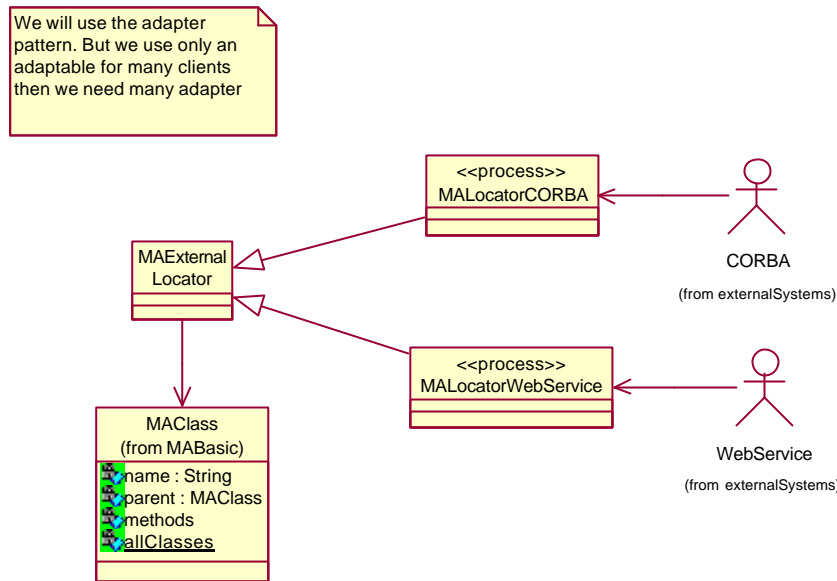 We will use the adapter
pattern. But we use only an
adaptable for many clients
then we need many adapter
<<process>>
MALocatorCORBA
CORBA
(from externalSystems)
MAExternal
Locator
<<process>>
MALocatorWebService
WebService
(from externalSystems)
MAClass
(from MABasic)
name : String
parent : MAClass
methods
allClasses